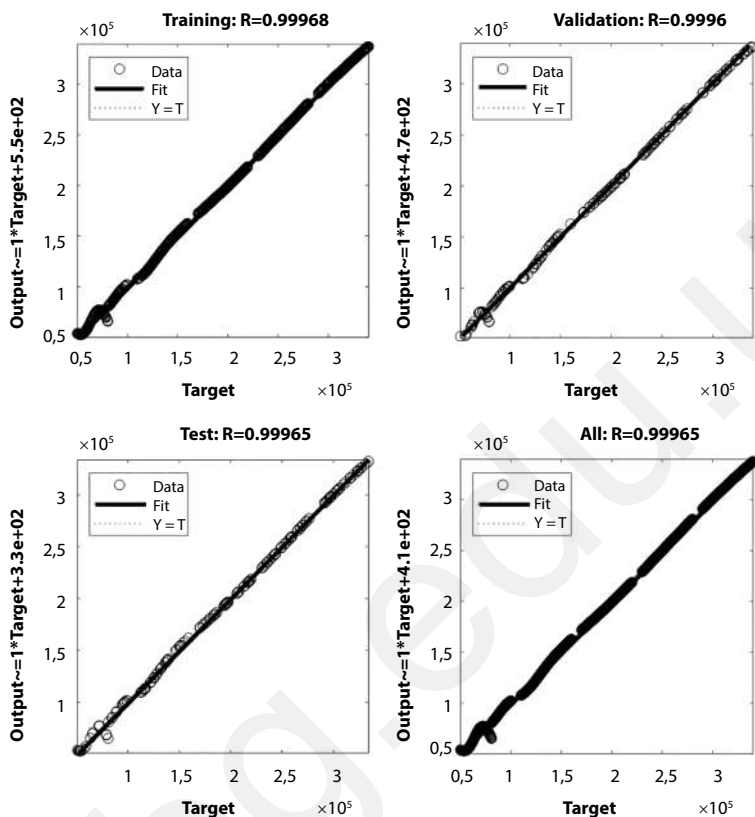 Training: R=0.99968
×10⁵
Output~=1*Target+5.5e+02
Data
Fit
Y = T
3
2,5
2
1,5
1
0,5
0,5 1 1,5 2 2,5 3
Target ×10⁵
Validation: R=0.9996
×10⁵
Output~=1*Target+4.7e+02
Data
Fit
Y = T
3
2,5
2
1,5
1
1 1,5 2 2,5 3
Target ×10⁵
Test: R=0.99965
×10⁵
Output~=1*Target+3.3e+02
Data
Fit
Y = T
3
2,5
2
1,5
1
1 1,5 2 2,5 3
Target ×10⁵
All: R=0.99965
×10⁵
Output~=1*Target+4.1e+02
Data
Fit
Y = T
3
2,5
2
1,5
1
0,5
0,5 1 1,5 2 2,5 3
Target ×10⁵
bg.edu.u